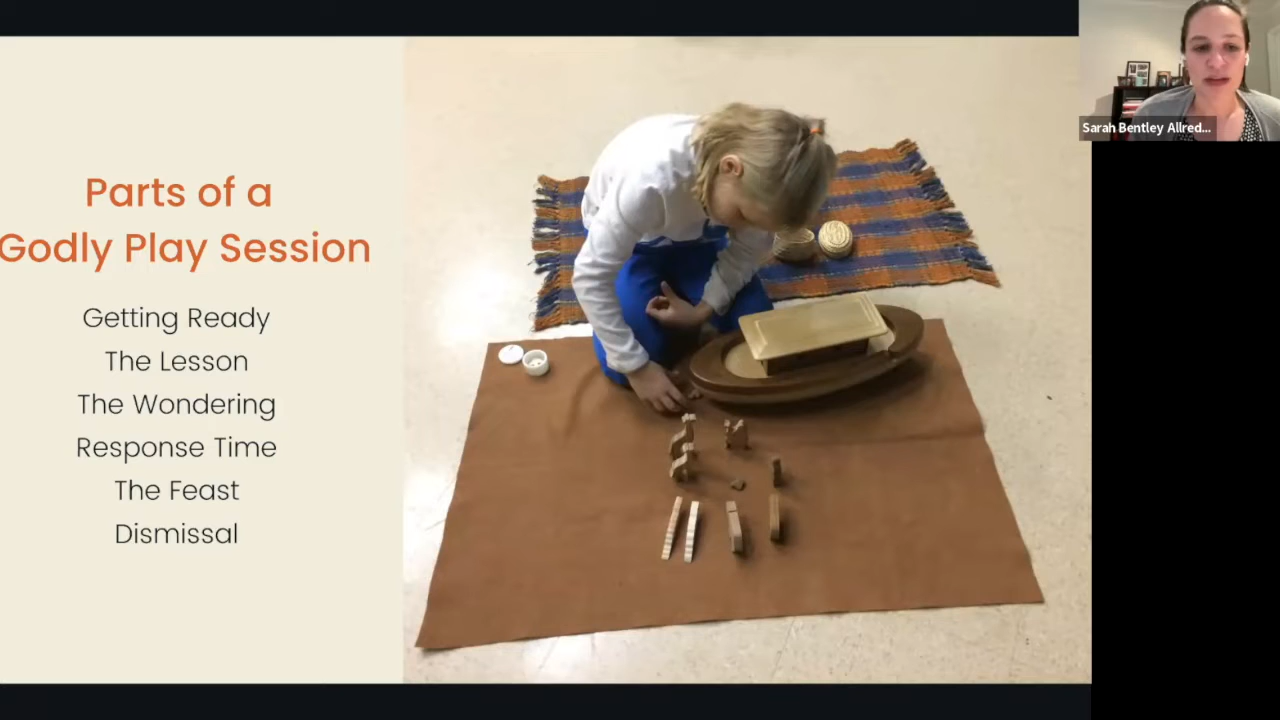 Parts of a
Godly Play Session
Getting Ready
The Lesson
The Wondering
Response Time
The Feast
Dismissal
Sarah Bentley Allred...